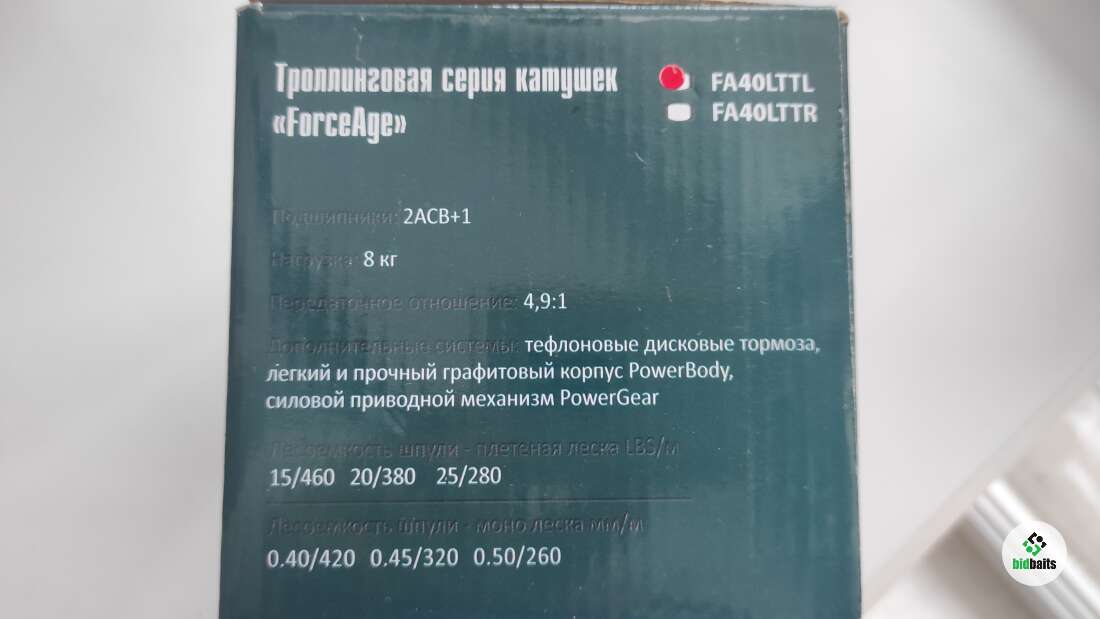 Троллинговая серия катушек
«ForceAge»
FA40LTTL
FA40LTTR
Подшипники: 2ACB+1
Нагрузка: 8 кг
Передаточное отношение: 4,9:1
Дополнительные системы: тефлоновые дисковые тормоза,
легкий и прочный графитовый корпус PowerBody,
силовой приводной механизм PowerGear
Лесоемкость шпули - плетеная леска LBS/м
15/460 20/380 25/280
Лесоемкость шпули - моно леска мм/м
0.40/420 0.45/320 0.50/260
bidbaits